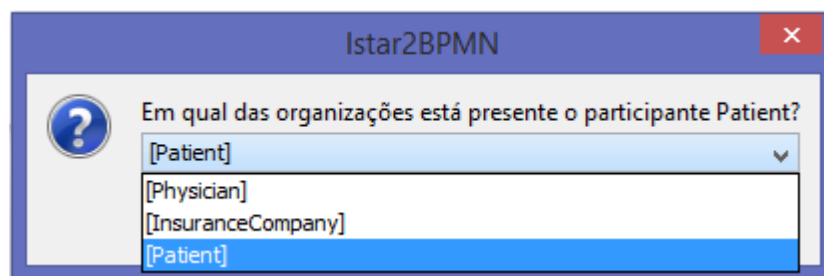 Istar2BPMN
Em qual das organizações está presente o participante Patient?
[Patient]
[Physician]
[InsuranceCompany]
[Patient]